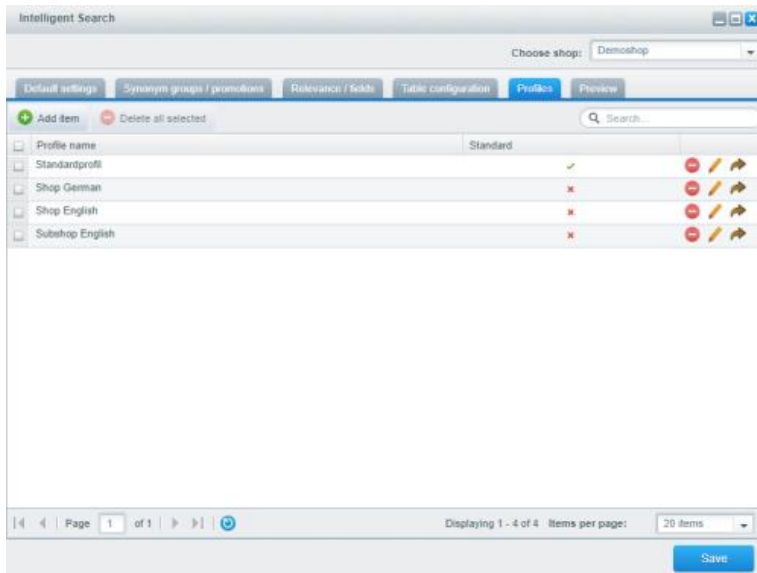 Intelligent Search
Choose shop: Demoshop
Default settings Synonym groups / promotions Relevance / fields Table configuration Profiles Preview
Add item Delete all selected Search...
Profile name Standard
Standardprofil
Shop German
Shop English
Subshop English
Page 1 of 1 Displaying 1 - 4 of 4 Items per page: 20 items
Save